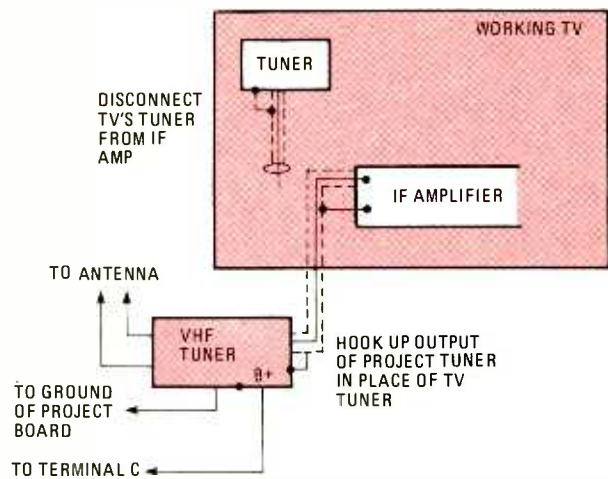 WORKING TV
TUNER
DISCONNECT
TV'S TUNER
FROM IF
AMP
IF AMPLIFIER
TO ANTENNA
VHF
TUNER
B+
HOOK UP OUTPUT
OF PROJECT TUNER
IN PLACE OF TV
TUNER
TO GROUND
OF PROJECT
BOARD
TO TERMINAL C